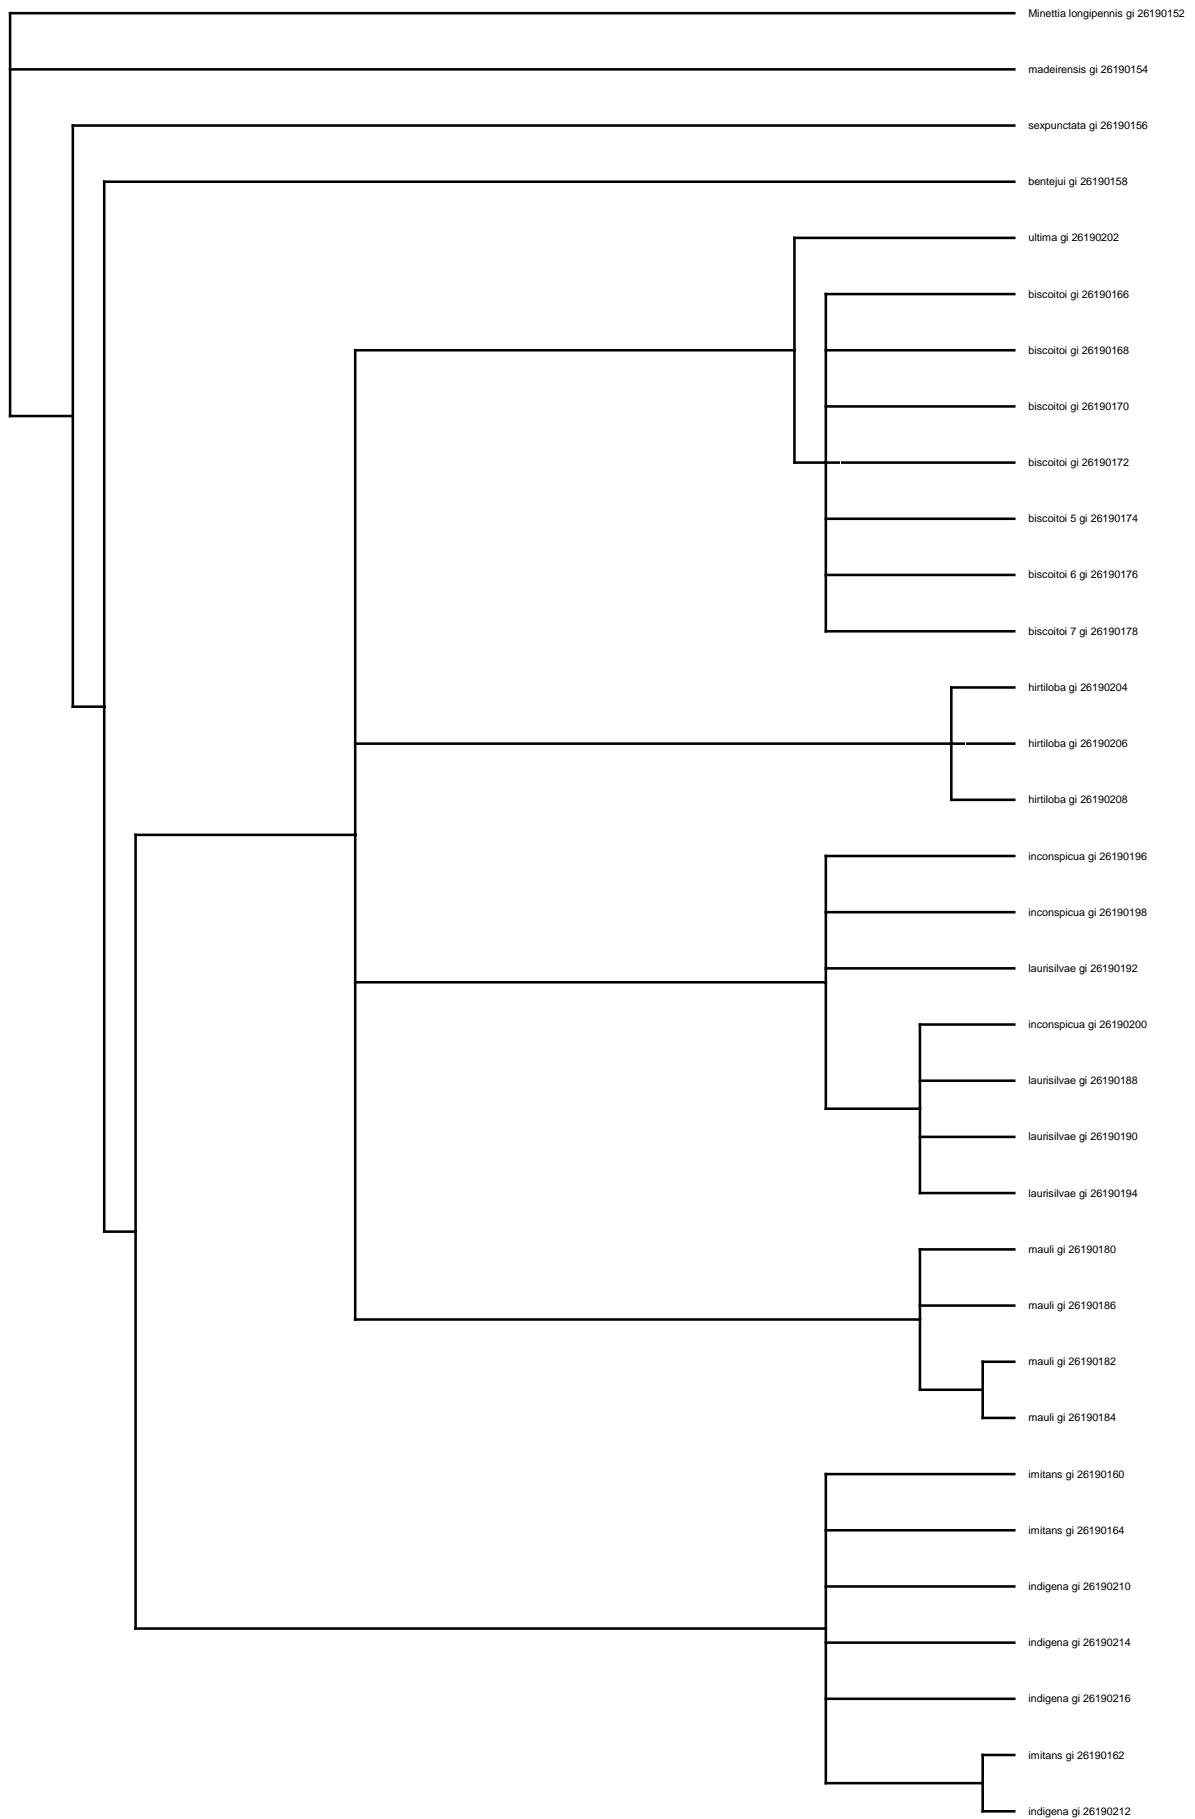 Minettia longipennis gi 26190152
madeirensis gi 26190154
sexpunctata gi 26190156
bentejui gi 26190158
ultima gi 26190202
biscoitoi gi 26190166
biscoitoi gi 26190168
biscoitoi gi 26190170
biscoitoi gi 26190172
biscoitoi 5 gi 26190174
biscoitoi 6 gi 26190176
biscoitoi 7 gi 26190178
hirtiloba gi 26190204
hirtiloba gi 26190206
hirtiloba gi 26190208
inconspicua gi 26190196
inconspicua gi 26190198
laurisilvae gi 26190192
inconspicua gi 26190200
laurisilvae gi 26190188
laurisilvae gi 26190190
laurisilvae gi 26190194
mauli gi 26190180
mauli gi 26190186
mauli gi 26190182
mauli gi 26190184
imitans gi 26190160
imitans gi 26190164
indigena gi 26190210
indigena gi 26190214
indigena gi 26190216
imitans gi 26190162
indigena gi 26190212